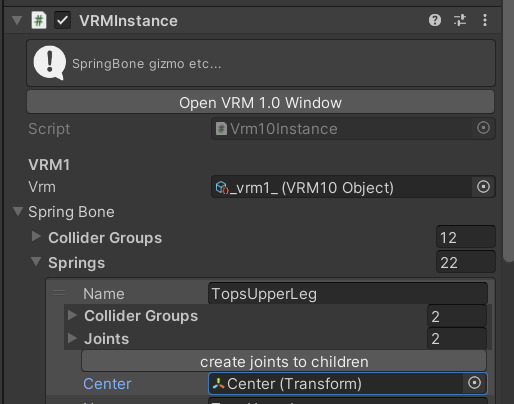 VRMInstance
SpringBone gizmo etc...
Open VRM 1.0 Window
Script Vrm10Instance
VRM1
Vrm _vrm1_ (VRM10 Object)
Spring Bone
Collider Groups 12
Springs 22
Name TopsUpperLeg
Collider Groups 2
Joints 2
create joints to children
Center Center (Transform)